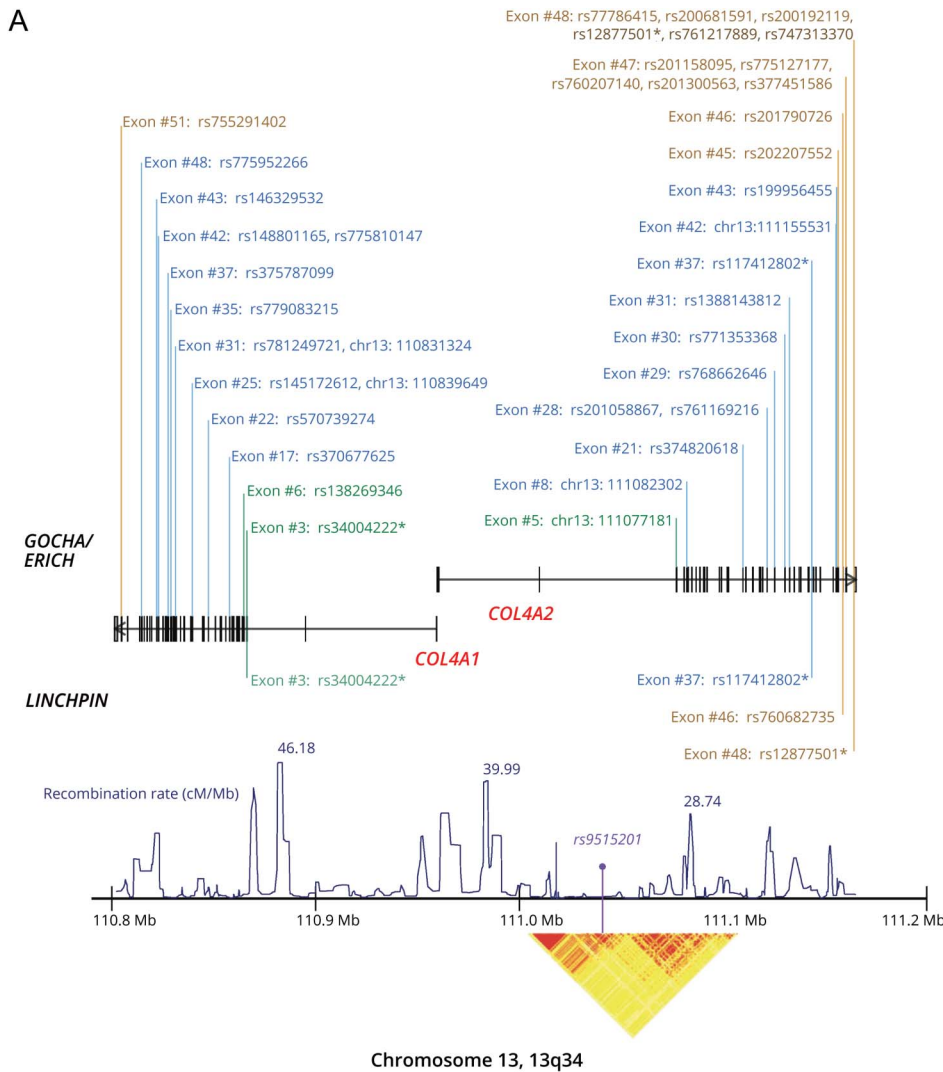 A
Exon #48: rs77786415, rs200681591, rs200192119,
rs12877501*, rs761217889, rs747313370
Exon #47: rs201158095, rs775127177,
rs760207140, rs201300563, rs377451586
Exon #46: rs201790726
Exon #45: rs202207552
Exon #43: rs199956455
Exon #42: chr13:111155531
Exon #37: rs117412802*
Exon #31: rs1388143812
Exon #30: rs771353368
Exon #29: rs768662646
Exon #28: rs201058867, rs761169216
Exon #21: rs374820618
Exon #8: chr13: 111082302
Exon #5: chr13: 111077181
Exon #51: rs755291402
Exon #48: rs775952266
Exon #43: rs146329532
Exon #42: rs148801165, rs775810147
Exon #37: rs375787099
Exon #35: rs779083215
Exon #31: rs781249721, chr13: 110831324
Exon #25: rs145172612, chr13: 110839649
Exon #22: rs570739274
Exon #17: rs370677625
Exon #6: rs138269346
Exon #3: rs34004222*
GOCHA/
ERICH
COL4A2
COL4A1
LINCHPIN
Exon #3: rs34004222*
Exon #37: rs117412802*
Exon #46: rs760682735
Exon #48: rs12877501*
Recombination rate (cM/Mb)
46.18
39.99
28.74
rs9515201
110.8 Mb
110.9 Mb
111.0 Mb
111.1 Mb
111.2 Mb
Chromosome 13, 13q34